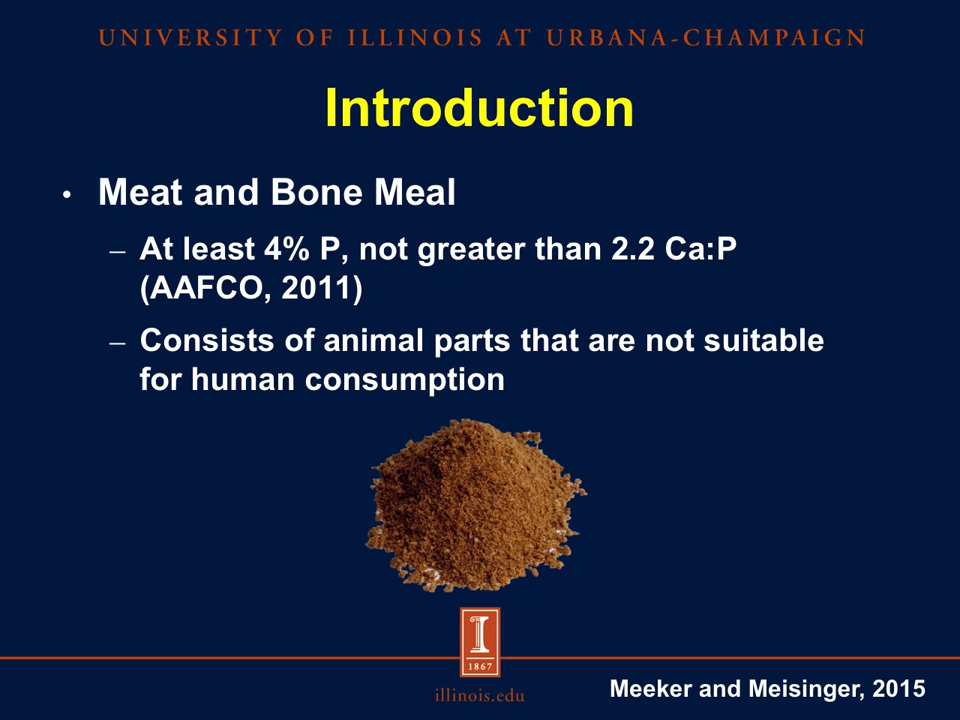 UNIVERSITY OF ILLINOIS AT URBANA-CHAMPAIGN
Introduction
• Meat and Bone Meal
– At least 4% P, not greater than 2.2 Ca:P
(AAFCO, 2011)
– Consists of animal parts that are not suitable
for human consumption
I
1867
illinois.edu
Meeker and Meisinger, 2015